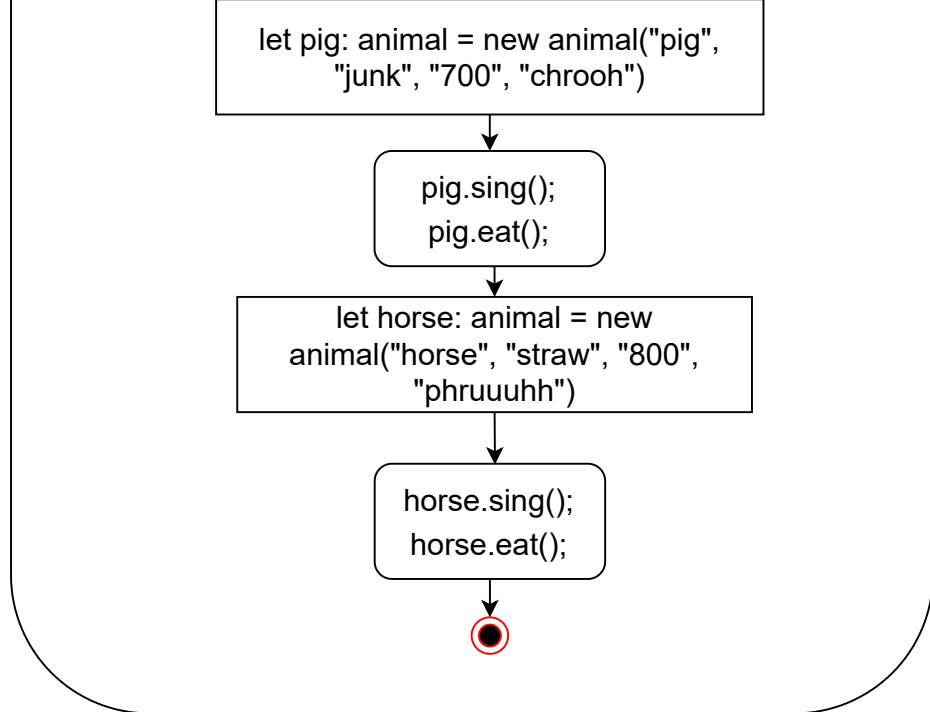 let pig: animal = new animal("pig",
"junk", "700", "chrooh")
pig.sing();
pig.eat();
let horse: animal = new
animal("horse", "straw", "800",
"phruuuhh")
horse.sing();
horse.eat();